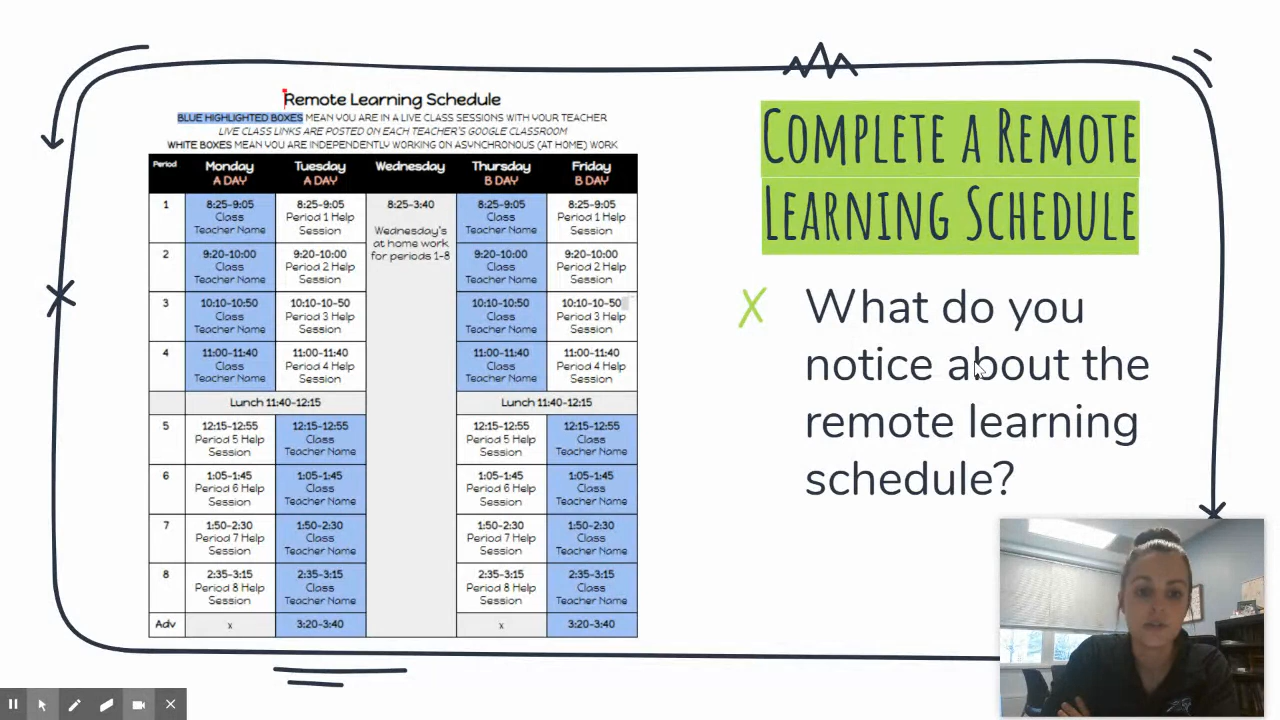 Remote Learning Schedule
BLUE HIGHLIGHTED BOXES MEAN YOU ARE IN A LIVE CLASS SESSIONS WITH YOUR TEACHER
LIVE CLASS LINKS ARE POSTED ON EACH TEACHER'S GOOGLE CLASSROOM
WHITE BOXES MEAN YOU ARE INDEPENDENTLY WORKING ON ASYNCHRONOUS (AT HOME) WORK
Period Monday Tuesday Wednesday Thursday Friday
A DAY A DAY B DAY B DAY
1 8:25-9:05 8:25-9:05 8:25-3:40 8:25-9:05 8:25-9:05
Class Period 1 Help Class Period 1 Help
Teacher Name Session Wednesday's Teacher Name Session
at home work
for periods 1-8
2 9:20-10:00 9:20-10:00 9:20-10:00 9:20-10:00
Class Period 2 Help Class Period 2 Help
Teacher Name Session Teacher Name Session
3 10:10-10:50 10:10-10:50 10:10-10:50 10:10-10-50
Class Period 3 Help Class Period 3 Help
Teacher Name Session Teacher Name Session
4 11:00-11:40 11:00-11:40 11:00-11:40 11:00-11:40
Class Period 4 Help Class Period 4 Help
Teacher Name Session Teacher Name Session
Lunch 11:40-12:15 Lunch 11:40-12:15
5 12:15-12:55 12:15-12:55 12:15-12:55 12:15-12:55
Period 5 Help Class Period 5 Help Class
Session Teacher Name Session Teacher Name
6 1:05-1:45 1:05-1:45 1:05-1:45 1:05-1:45
Period 6 Help Class Period 6 Help Class
Session Teacher Name Session Teacher Name
7 1:50-2:30 1:50-2:30 1:50-2:30 1:50-2:30
Period 7 Help Class Period 7 Help Class
Session Teacher Name Session Teacher Name
8 2:35-3:15 2:35-3:15 2:35-3:15 2:35-3:15
Period 8 Help Class Period 8 Help Class
Session Teacher Name Session Teacher Name
Adv x 3:20-3:40 x 3:20-3:40
COMPLETE A REMOTE
LEARNING SCHEDULE
X What do you
notice about the
remote learning
schedule?